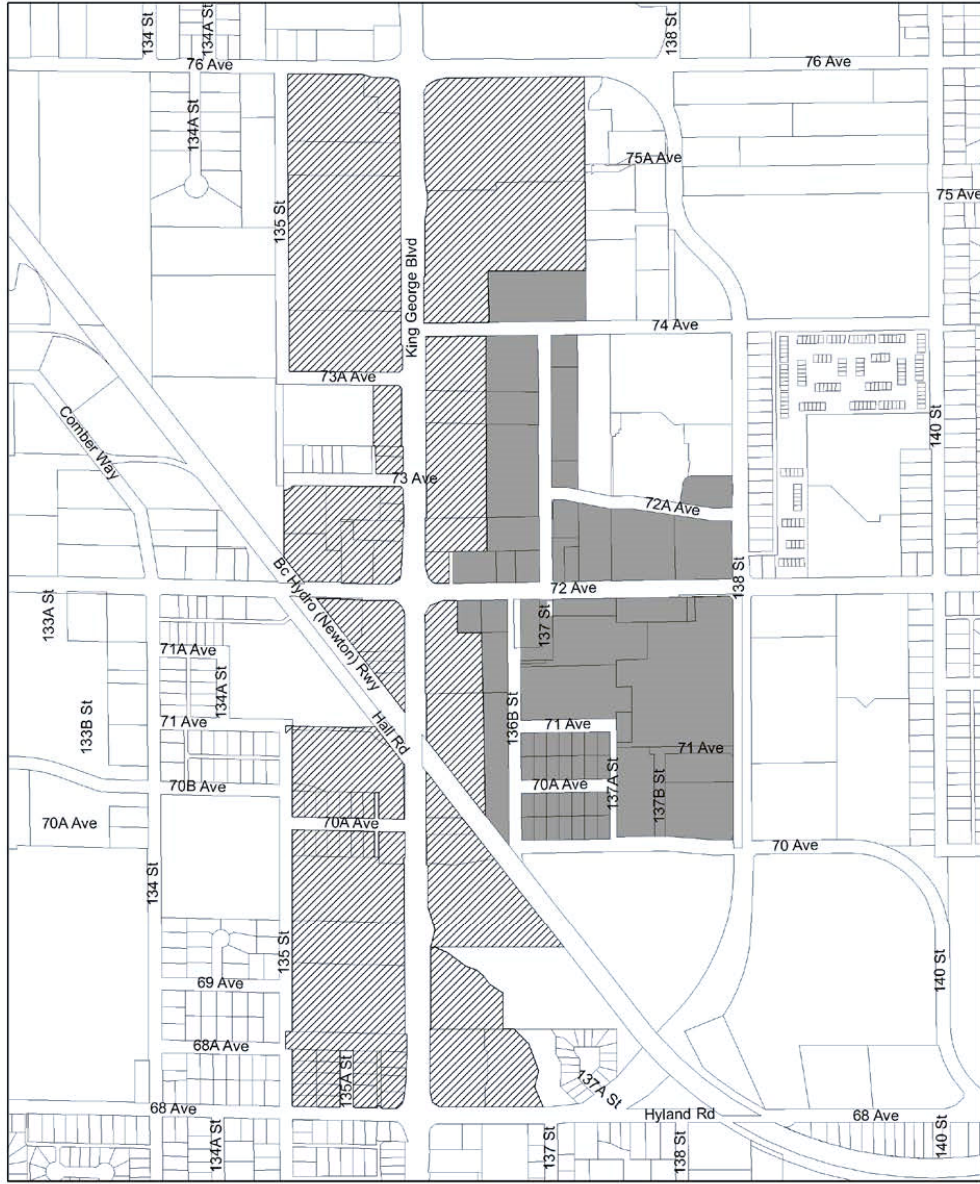 134 St
134A St
138 St
76 Ave
76 Ave
134A St
75A Ave
75 Ave
135 St
King George Blvd
74 Ave
73A Ave
140 St
Comber Way
73 Ave
72A Ave
Bc Hydro (Newton) Rwy
72 Ave
138 St
133A St
137 St
71A Ave
134A St
133B St
71 Ave
Hall Rd
136B St
71 Ave
71 Ave
70B Ave
70A Ave
137A St
137B St
70A Ave
70A Ave
70 Ave
134 St
135 St
69 Ave
140 St
68A Ave
135A St
137A St
68 Ave
Hyland Rd
68 Ave
134A St
137 St
138 St
140 St